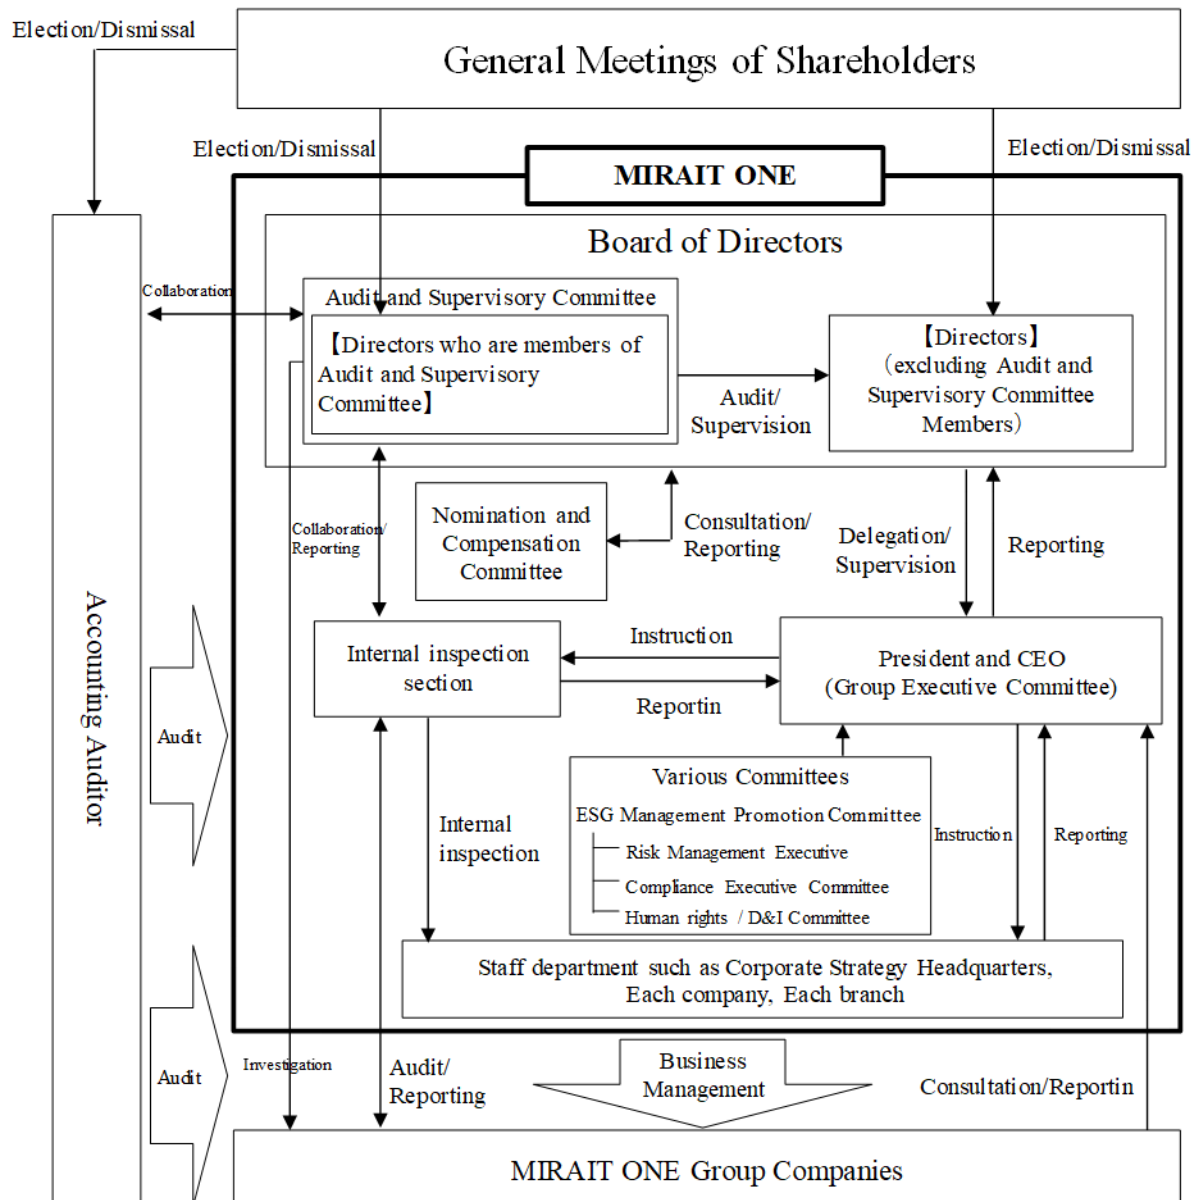 Election/Dismissal
General Meetings of Shareholders
Election/Dismissal
Election/Dismissal
MIRAIT ONE
Board of Directors
Collaboration
Audit and Supervisory Committee
【Directors who are members of
Audit and Supervisory
Committee】
Audit/
Supervision
【Directors】
（excluding Audit and
Supervisory Committee
Members）
Collaboration/
Reporting
Nomination and
Compensation
Committee
Consultation/
Reporting
Delegation/
Supervision
Reporting
Accounting Auditor
Internal inspection
section
Instruction
Reportin
President and CEO
(Group Executive Committee)
Audit
Internal
inspection
Various Committees
ESG Management Promotion Committee
Risk Management Executive
Compliance Executive Committee
Human rights / D&I Committee
Instruction
Reporting
Staff department such as Corporate Strategy Headquarters,
Each company, Each branch
Audit
Investigation
Audit/
Reporting
Business
Management
Consultation/Reportin
MIRAIT ONE Group Companies